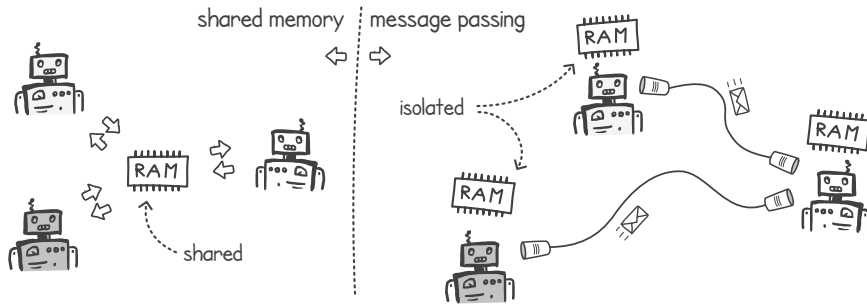 shared memory
message passing
RAM
isolated
RAM
RAM
RAM
shared